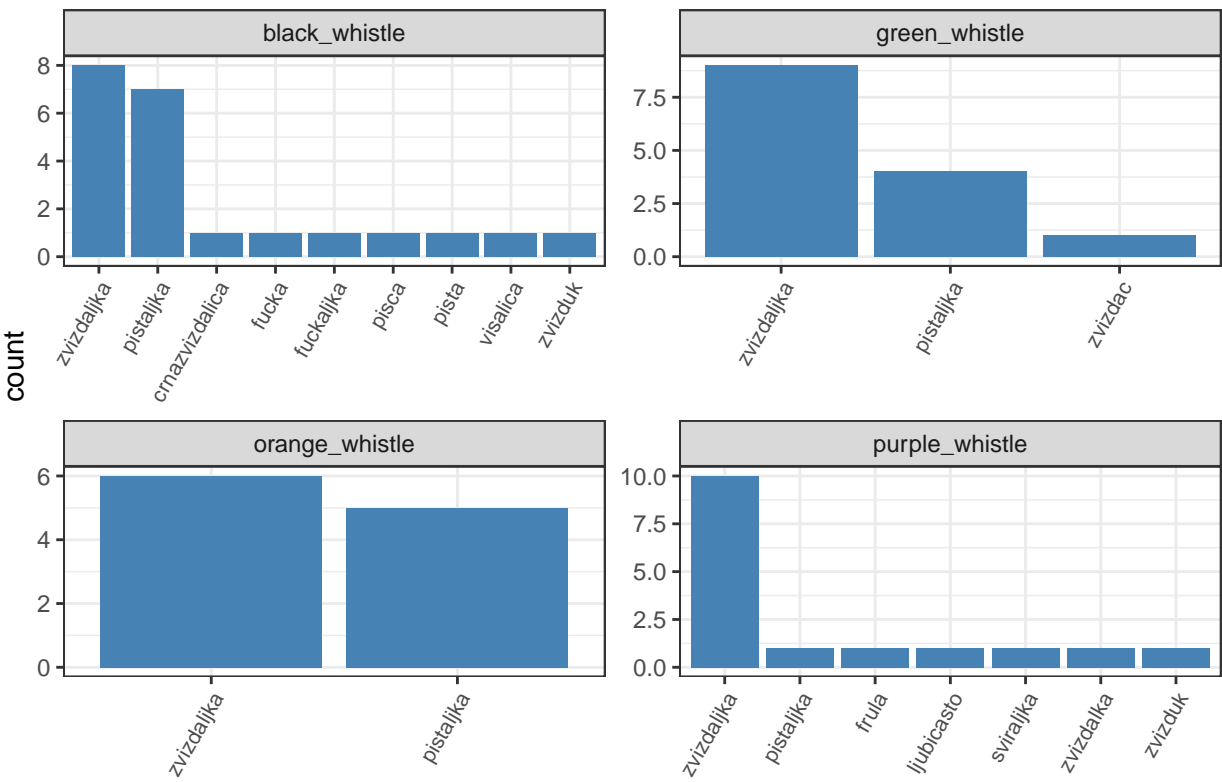 count
black_whistle
8
6
4
2
0
zvizdaljka
pistaljka
crnazvizdalica
fucka
fuckaljka
pisca
pista
visalica
zvizduk
green_whistle
7.5
5.0
2.5
0.0
zvizdaljka
pistaljka
zvizdac
orange_whistle
6
4
2
0
zvizdaljka
pistaljka
purple_whistle
10.0
7.5
5.0
2.5
0.0
zvizdaljka
pistaljka
frula
ljubicasto
sviraljka
zvizdalka
zvizduk